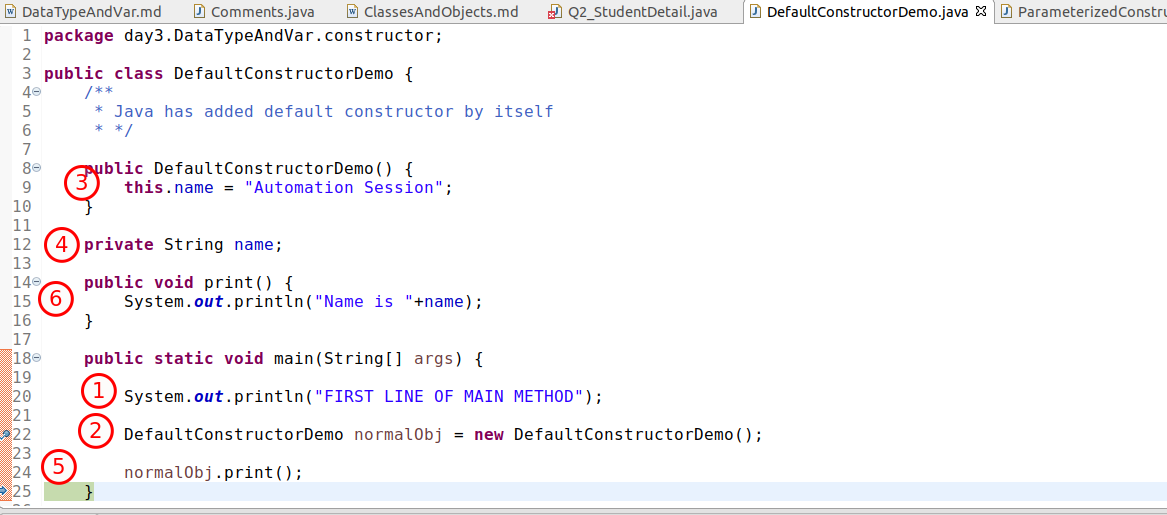 DataTypeAndVar.md Comments.java ClassesAndObjects.md Q2_StudentDetail.java DefaultConstructorDemo.java ParameterizedConstru
1 package day3.DataTypeAndVar.constructor;
2
3 public class DefaultConstructorDemo {
4 /**
5 * Java has added default constructor by itself
6 * */
7
8 public DefaultConstructorDemo() {
3
9 this.name = "Automation Session";
10 }
11
12 4 private String name;
13
14 public void print() {
6
15 System.out.println("Name is "+name);
16 }
17
18 public static void main(String[] args) {
19
20 1 System.out.println("FIRST LINE OF MAIN METHOD");
21
22 2 DefaultConstructorDemo normalObj = new DefaultConstructorDemo();
23
24 5 normalObj.print();
25 }